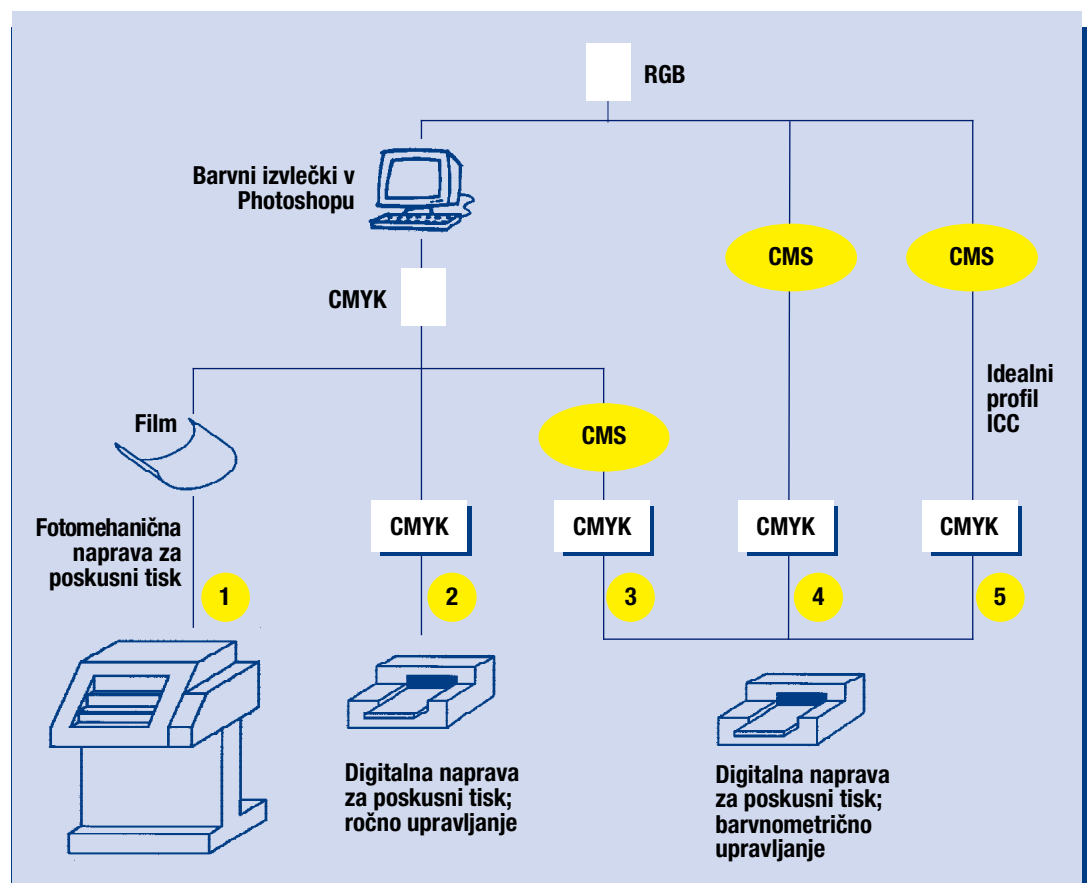 RGB
Barvni izvlečki v
Photoshopu
CMS
CMS
CMYK
Idealni
profil
ICC
Film
CMS
Fotomehanična
naprava za
poskusni tisk
CMYK
CMYK
CMYK
CMYK
1
2
3
4
5
Digitalna naprava
za poskusni tisk;
ročno upravljanje
Digitalna naprava
za poskusni tisk;
barvnometrično
upravljanje